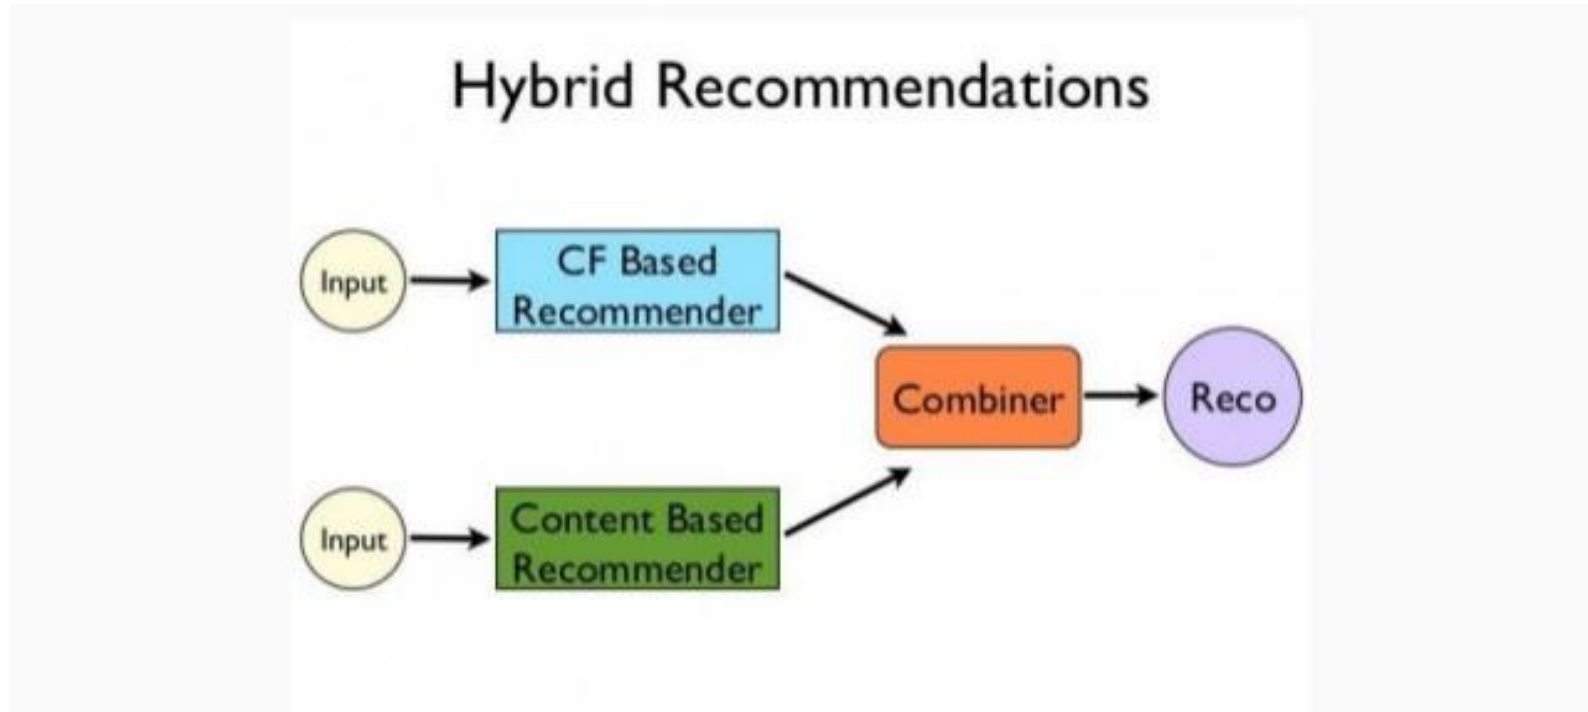 Hybrid Recommendations
Input
CF Based
Recommender
Combiner
Reco
Input
Content Based
Recommender